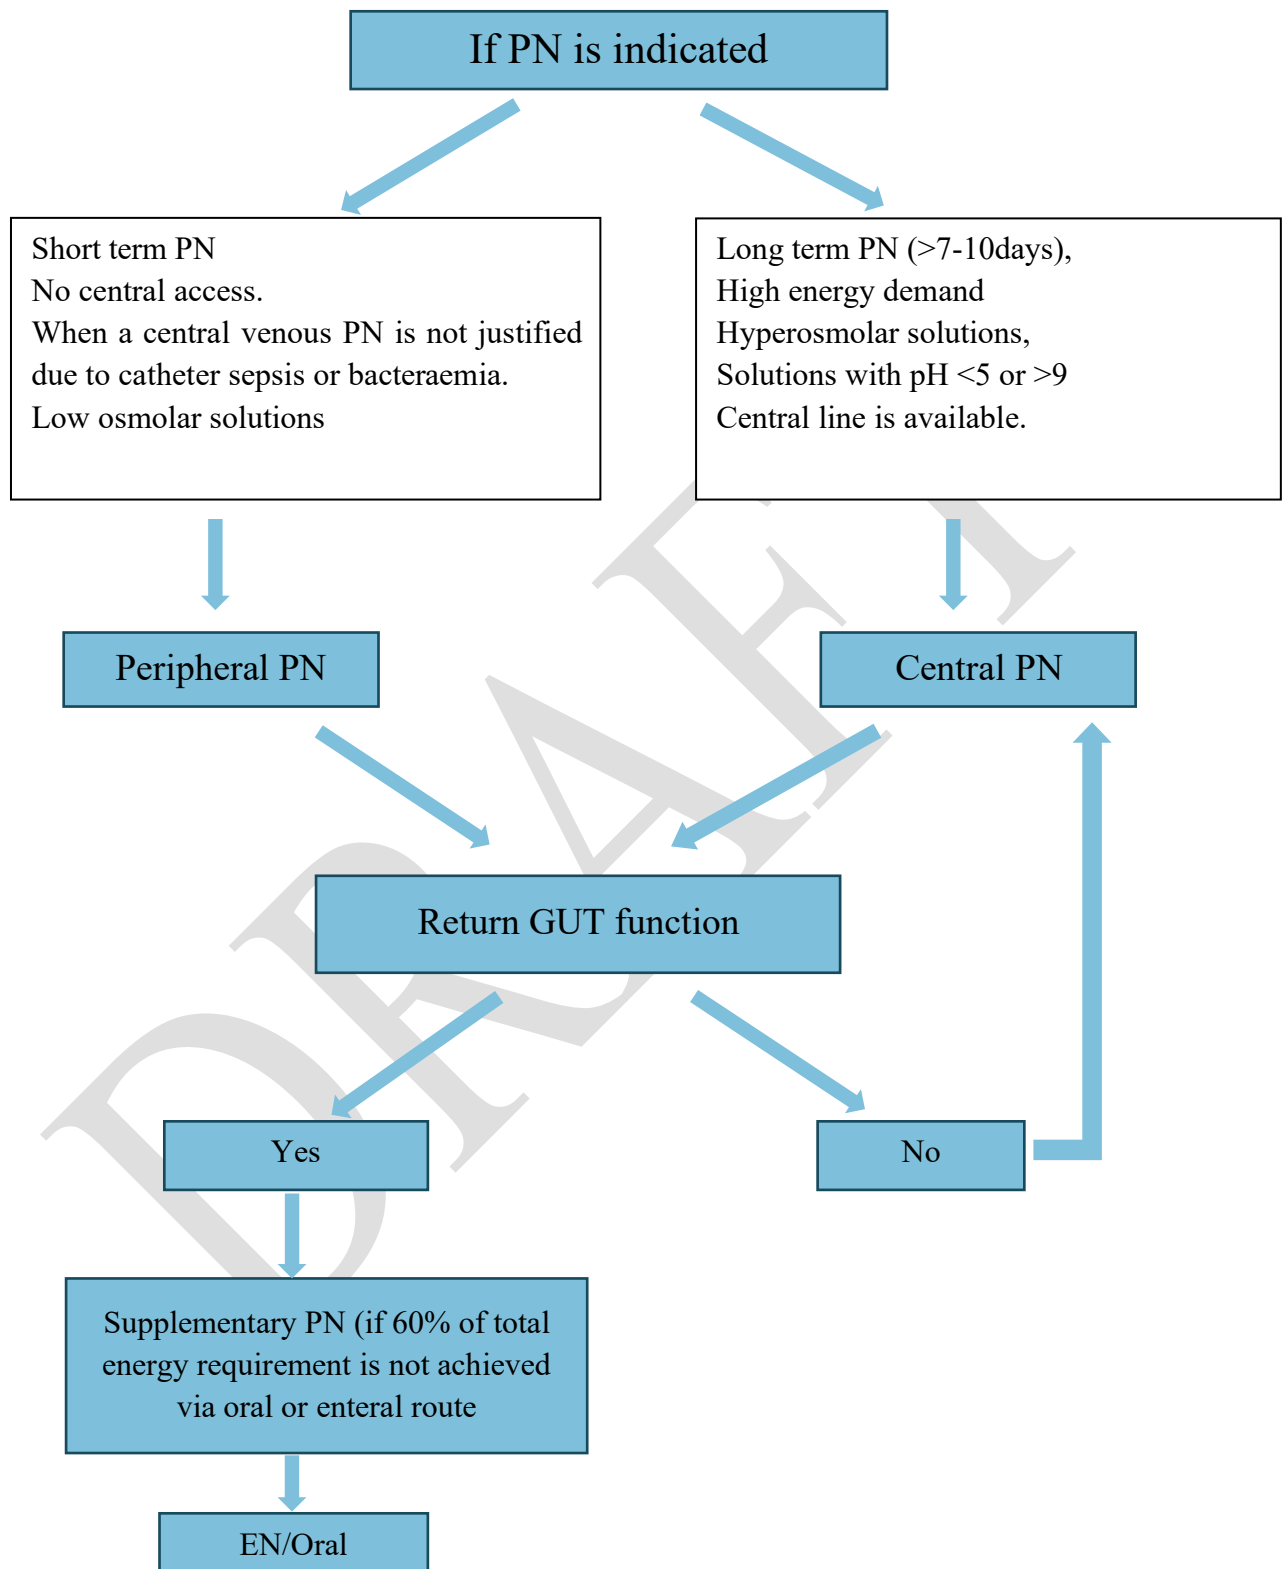 If PN is indicated
Short term PN
No central access.
When a central venous PN is not justified
due to catheter sepsis or bacteraemia.
Low osmolar solutions
Long term PN (>7-10days),
High energy demand
Hyperosmolar solutions,
Solutions with pH <5 or >9
Central line is available.
Peripheral PN
Central PN
Return GUT function
Yes
No
Supplementary PN (if 60% of total
energy requirement is not achieved
via oral or enteral route
EN/Oral
DRAFT